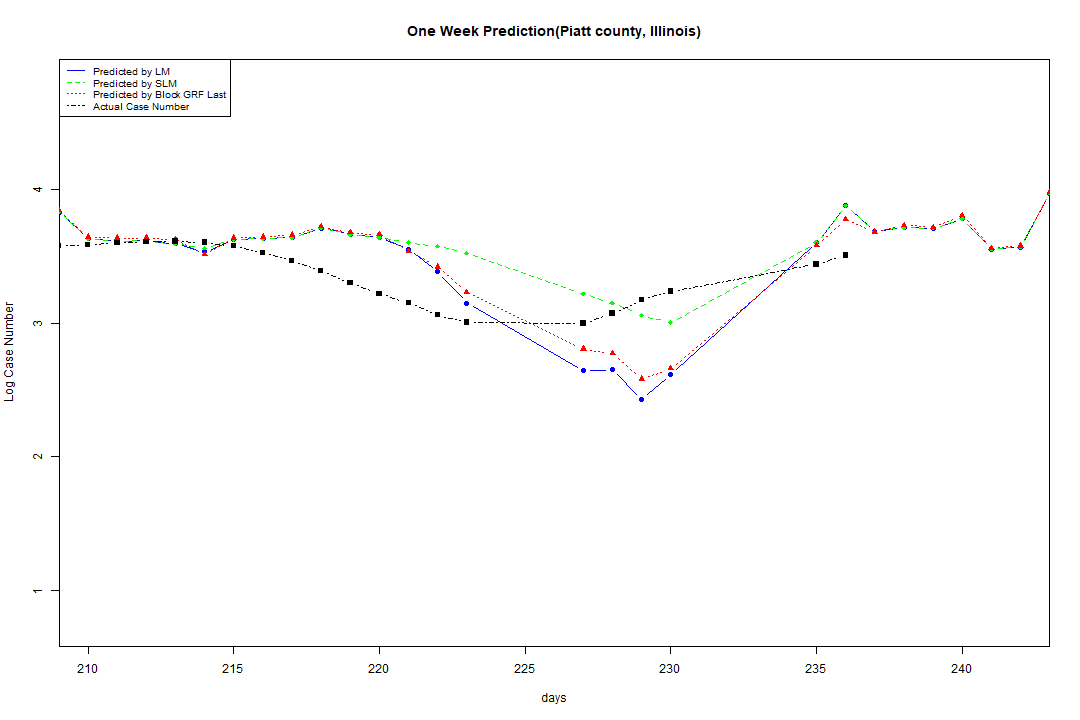 One Week Prediction(Piatt county, Illinois)
Predicted by LM
Predicted by SLM
Predicted by Block GRF Last
Actual Case Number
Log Case Number
4
3
2
1
210 215 220 225 230 235 240
days